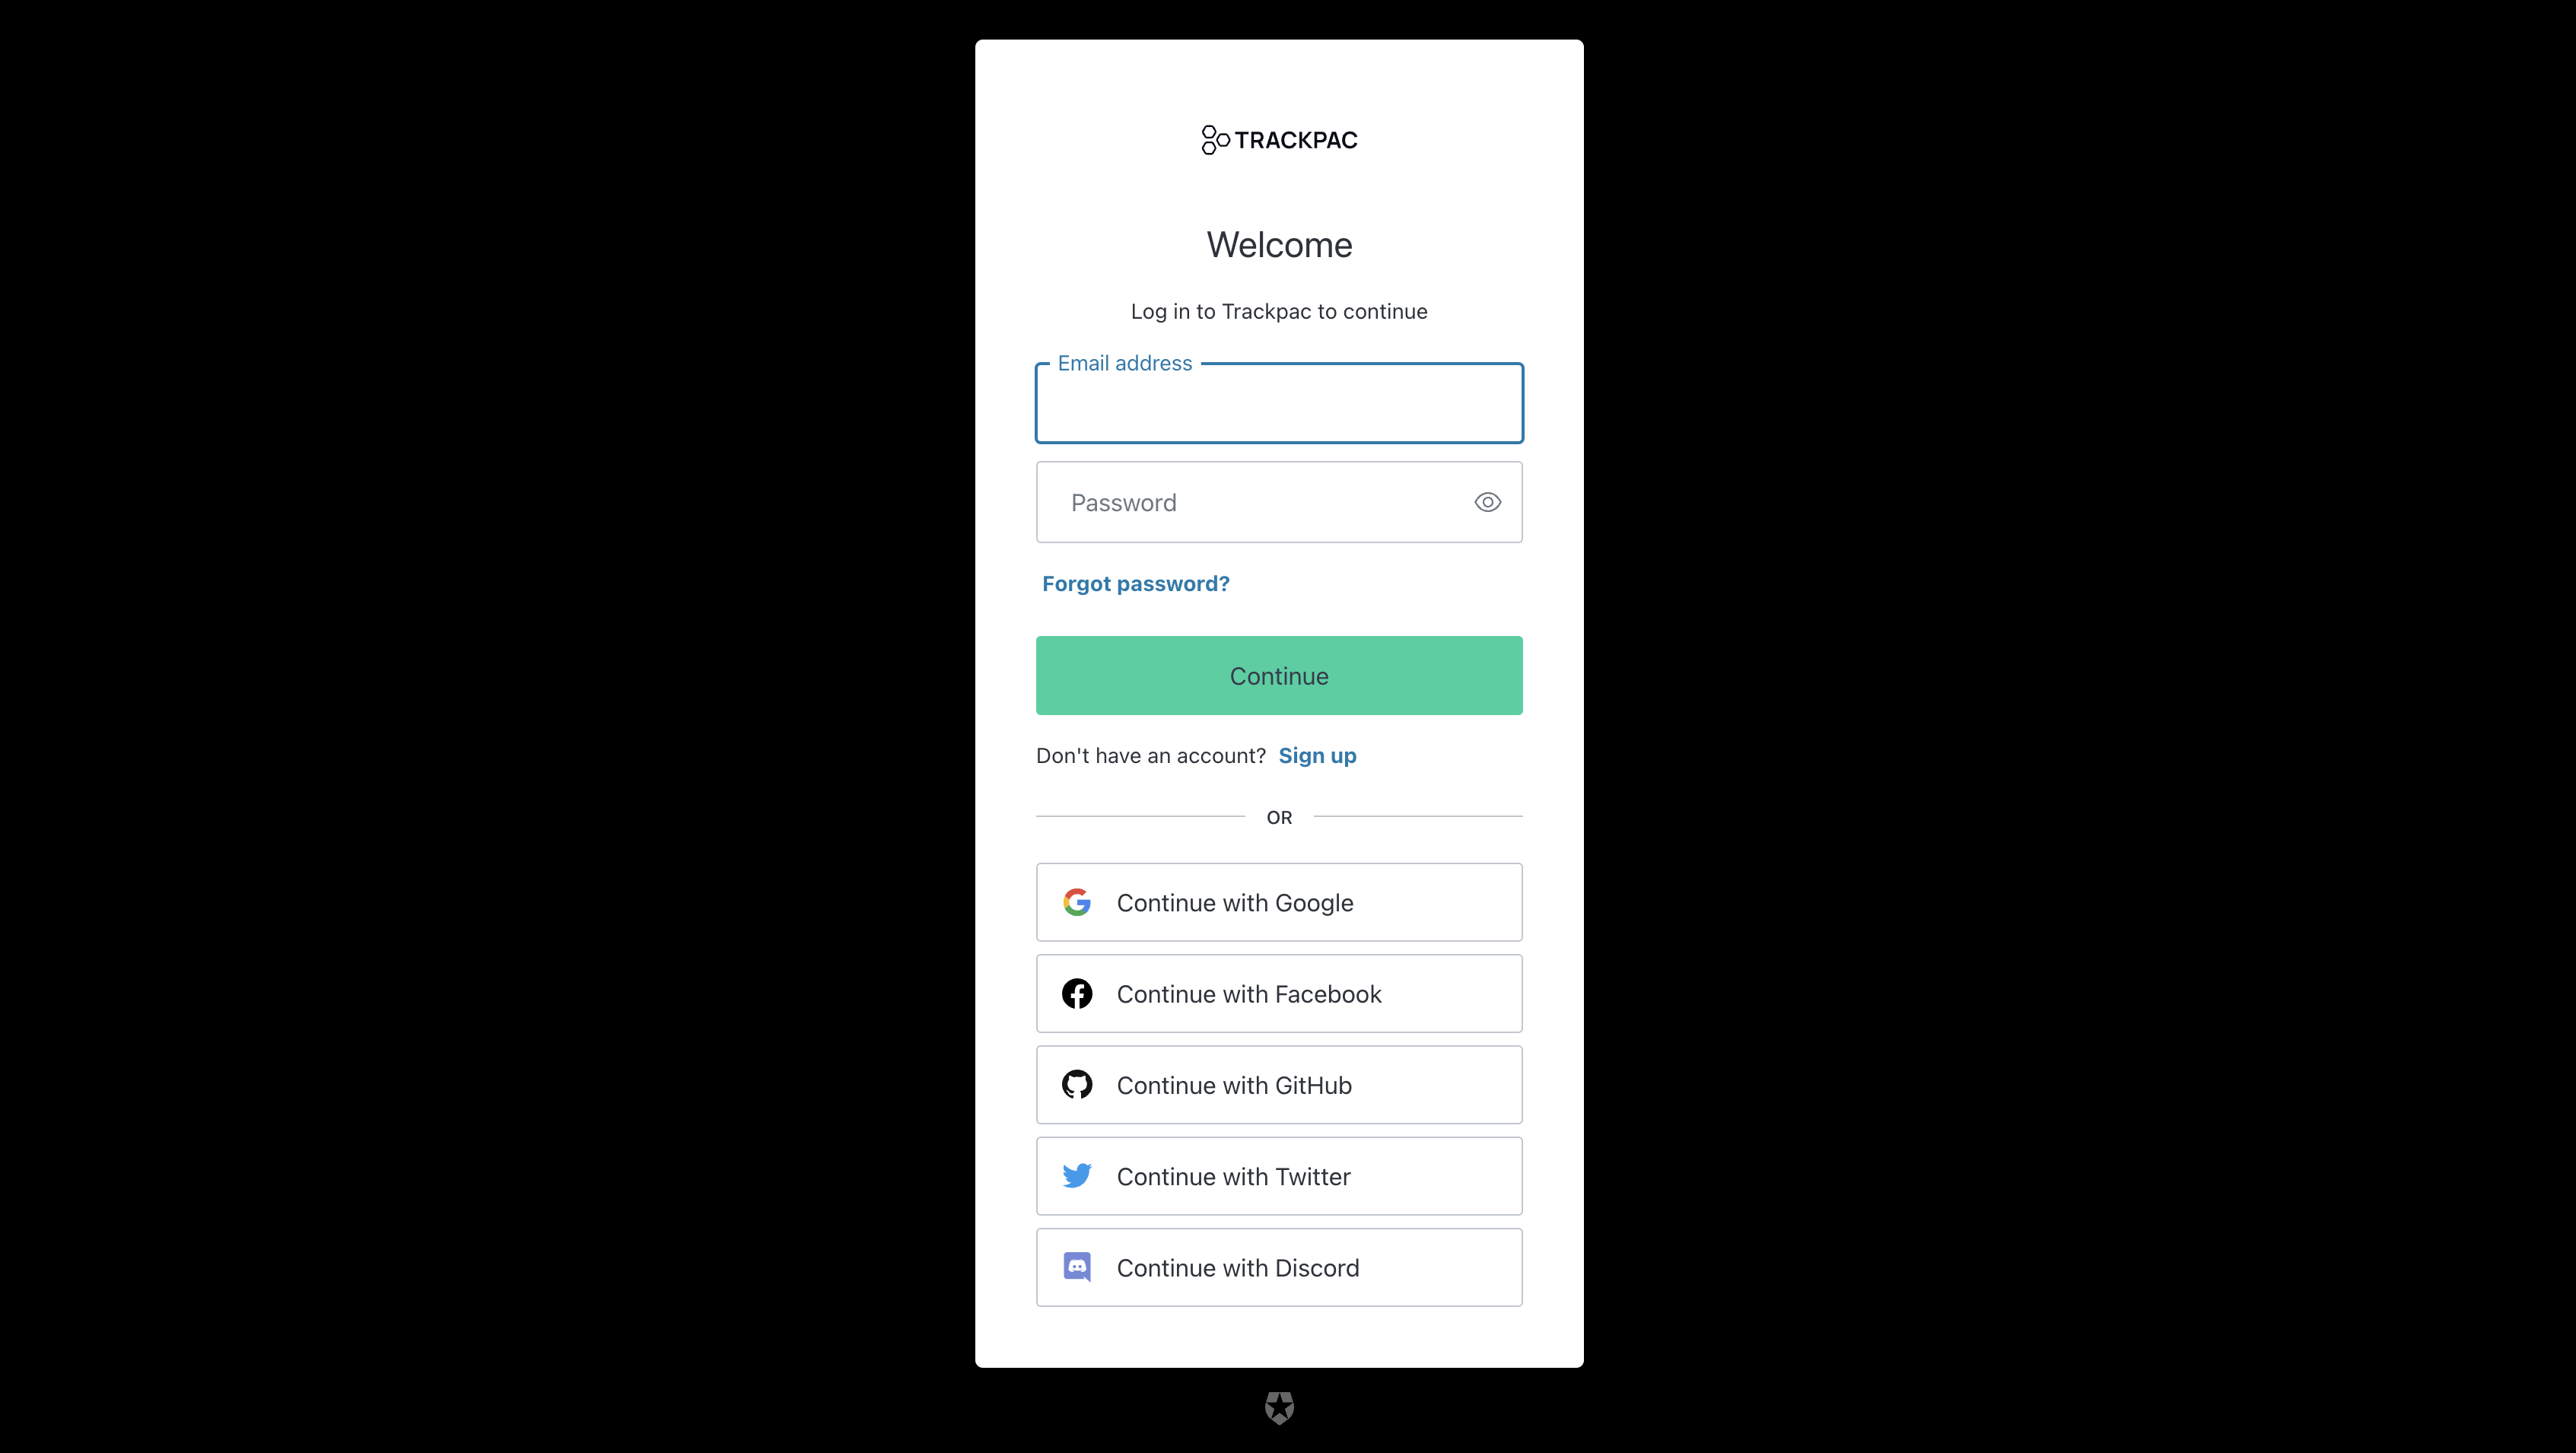 TRACKPAC
Welcome
Log in to Trackpac to continue
Email address
Password
Forgot password?
Continue
Don't have an account? Sign up
OR
Continue with Google
Continue with Facebook
Continue with GitHub
Continue with Twitter
Continue with Discord